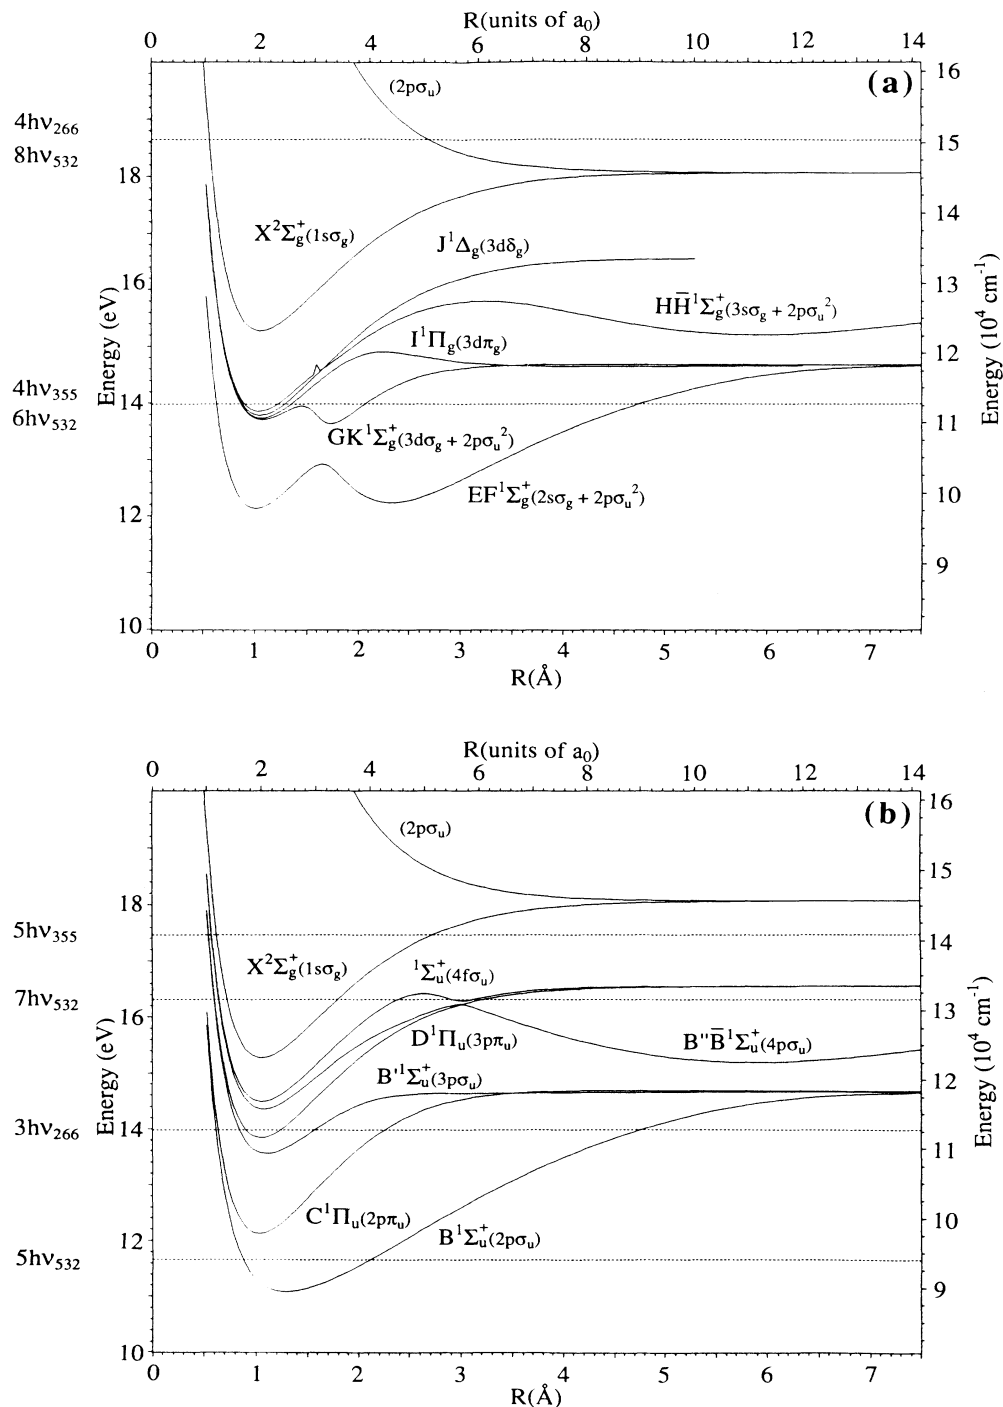 R(units of a₀)
0 2 4 6 8 10 12 14
(a)
(2pσᵤ)
16
4hν₂₆₆
15
8hν₅₃₂
18
14
X²Σg⁺(1sσg)
J¹Δg(3dδg)
16
13
HH̅¹Σg⁺(3sσg + 2pσᵤ²)
I¹Πg(3dπg)
12
Energy (eV)
Energy (10⁴ cm⁻¹)
4hν₃₅₅
14
6hν₅₃₂
11
GK¹Σg⁺(3dσg + 2pσᵤ²)
EF¹Σg⁺(2sσg + 2pσᵤ²)
10
12
9
10
0 1 2 3 4 5 6 7
R(Å)
R(units of a₀)
0 2 4 6 8 10 12 14
(b)
16
(2pσᵤ)
15
18
5hν₃₅₅
14
X²Σg⁺(1sσg)
¹Σᵤ⁺(4fσᵤ)
7hν₅₃₂
16
13
D¹Πᵤ(3pπᵤ)
B''B̅¹Σᵤ⁺(4pσᵤ)
B'¹Σᵤ⁺(3pσᵤ)
12
Energy (eV)
Energy (10⁴ cm⁻¹)
3hν₂₆₆
14
11
C¹Πᵤ(2pπᵤ)
10
B¹Σᵤ⁺(2pσᵤ)
12
5hν₅₃₂
9
10
0 1 2 3 4 5 6 7
R(Å)